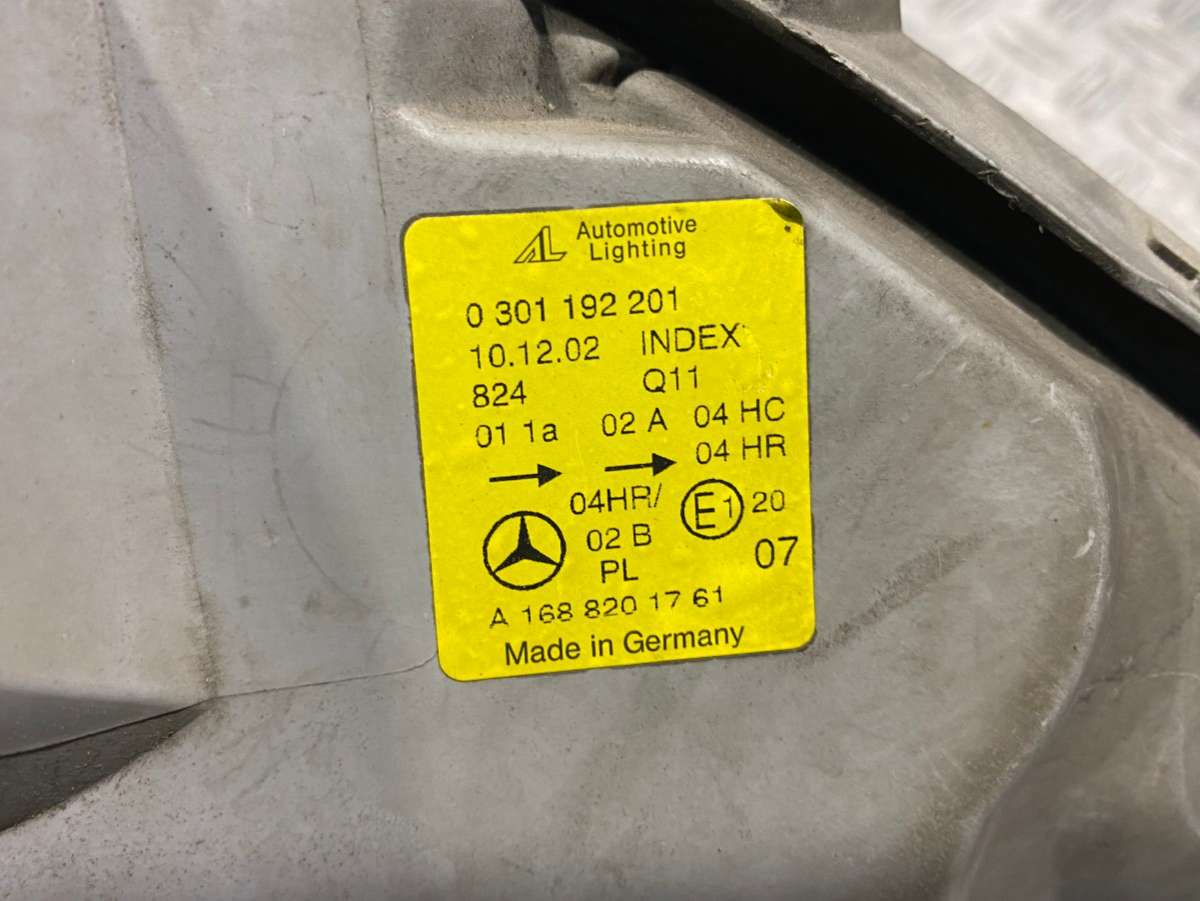 AL Automotive
Lighting
0 301 192 201
10.12.02 INDEX
824 Q11
01 1a 02 A 04 HC
04 HR
04HR/ E1 20
02 B
PL 07
A 168 820 17 61
Made in Germany